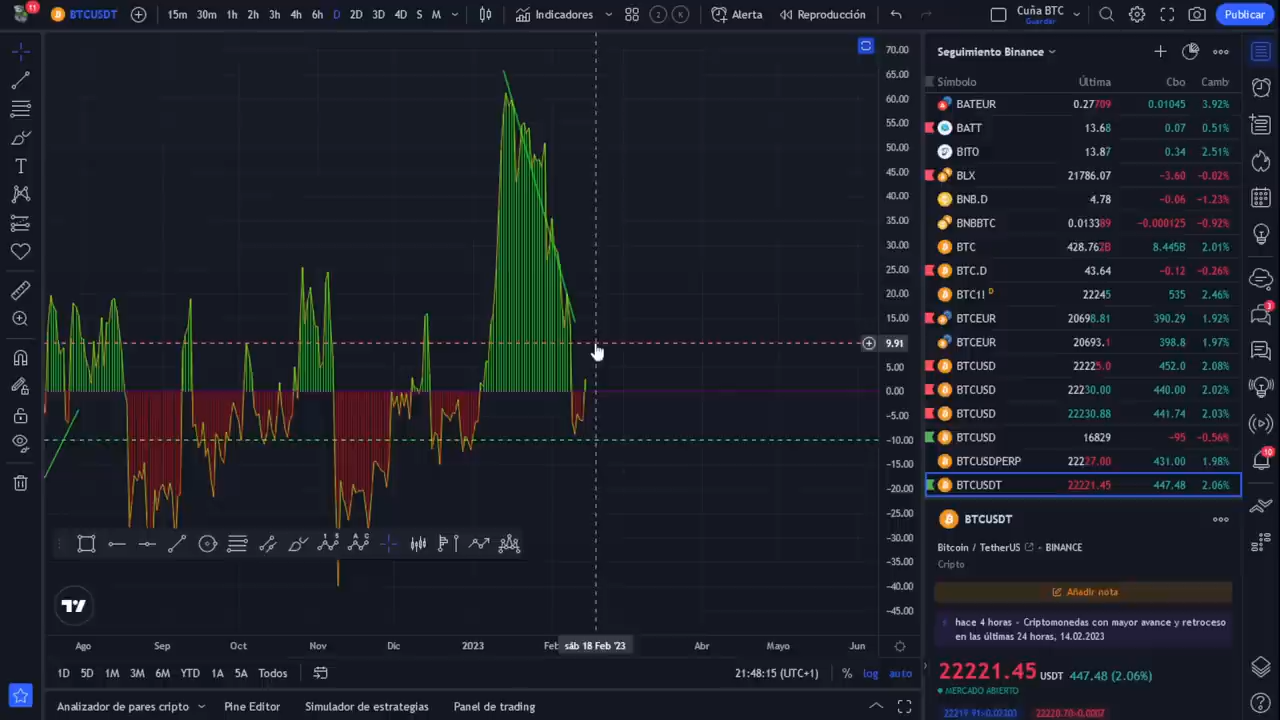 11
BTCUSDT
15m 30m 1h 2h 3h 4h 6h D 2D 3D 4D S M
Indicadores
2 K
Alerta
Reproducción
Cuña BTC
Guardar
Publicar
70.00
65.00
60.00
55.00
50.00
45.00
40.00
35.00
30.00
25.00
20.00
15.00
9.91
5.00
0.00
−5.00
−10.00
−15.00
−20.00
−25.00
−30.00
−35.00
−40.00
−45.00
Ago Sep Oct Nov Dic 2023 Feb sáb 18 Feb '23 Abr Mayo Jun
1D 5D 1M 3M 6M YTD 1A 5A Todos
21:48:15 (UTC+1) % log auto
Analizador de pares cripto Pine Editor Simulador de estrategias Panel de trading
Seguimiento Binance
Símbolo Última Cbo Camb
BATEUR 0.27709 0.01045 3.92%
BATT 13.68 0.07 0.51%
BITO 13.87 0.34 2.51%
BLX 21786.07 −3.60 −0.02%
BNB.D 4.78 −0.06 −1.23%
BNBBTC 0.013389 −0.000125 −0.92%
BTC 428.762B 8.445B 2.01%
BTC.D 43.64 −0.12 −0.26%
BTC1! D 22245 535 2.46%
BTCEUR 20698.81 390.29 1.92%
BTCEUR 20693.1 398.8 1.97%
BTCUSD 22225.0 452.0 2.08%
BTCUSD 22230.00 440.00 2.02%
BTCUSD 22230.88 441.74 2.03%
BTCUSD 16829 −95 −0.56%
BTCUSDPERP 22227.00 431.00 1.98%
BTCUSDT 22221.45 447.48 2.06%
BTCUSDT
Bitcoin / TetherUS · BINANCE
Cripto
Añadir nota
hace 4 horas · Criptomonedas con mayor avance y retroceso
en las últimas 24 horas, 14.02.2023
22221.45 USDT 447.48 (2.06%)
MERCADO ABIERTO
3
10